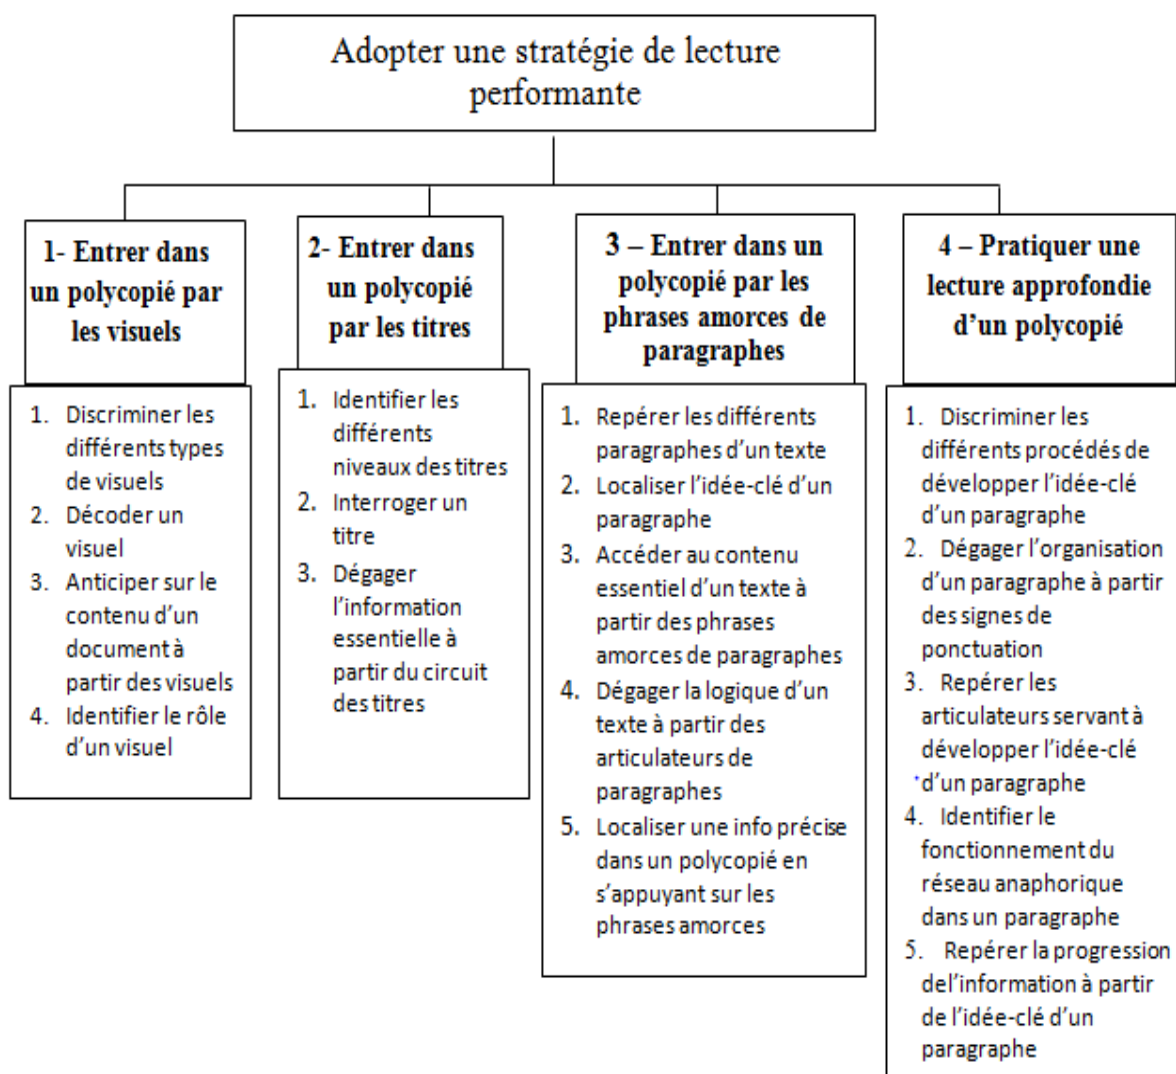 Adopter une stratégie de lecture
performante
1- Entrer dans
un polycopié par
les visuels
1. Discriminer les
différents types
de visuels
2. Décoder un
visuel
3. Anticiper sur le
contenu d'un
document à
partir des visuels
4. Identifier le rôle
d'un visuel
2- Entrer dans
un polycopié
par les titres
1. Identifier les
différents
niveaux des titres
2. Interroger un
titre
3. Dégager
l'information
essentielle à
partir du circuit
des titres
3 – Entrer dans un
polycopié par les
phrases amorces de
paragraphes
1. Repérer les différents
paragraphes d'un texte
2. Localiser l'idée-clé d'un
paragraphe
3. Accéder au contenu
essentiel d'un texte à
partir des phrases
amorces de paragraphes
4. Dégager la logique d'un
texte à partir des
articulateurs de
paragraphes
5. Localiser une info précise
dans un polycopié en
s'appuyant sur les
phrases amorces
4 – Pratiquer une
lecture approfondie
d'un polycopié
1. Discriminer les
différents procédés de
développer l'idée-clé
d'un paragraphe
2. Dégager l'organisation
d'un paragraphe à partir
des signes de
ponctuation
3. Repérer les
articulateurs servant à
développer l'idée-clé
d'un paragraphe
4. Identifier le
fonctionnement du
réseau anaphorique
dans un paragraphe
5. Repérer la progression
del'information à partir
de l'idée-clé d'un
paragraphe